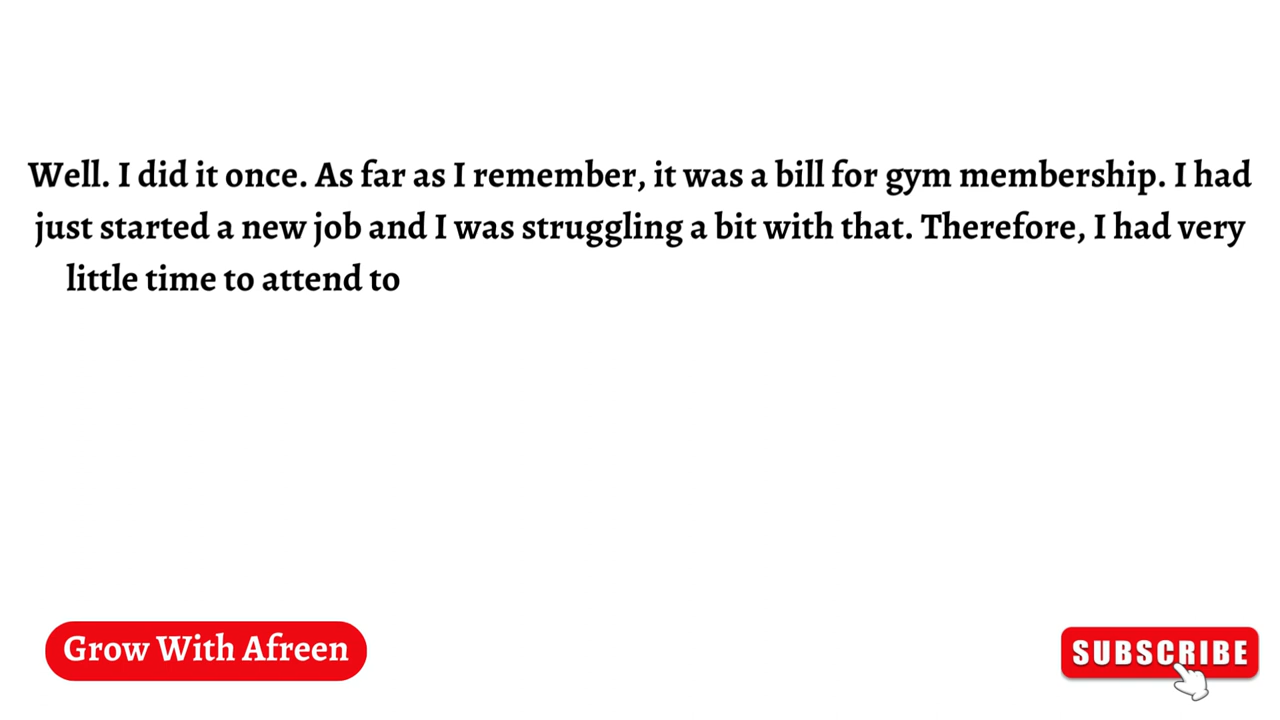 Well. I did it once. As far as I remember, it was a bill for gym membership. I had
just started a new job and I was struggling a bit with that. Therefore, I had very
little time to attend to
Grow With Afreen
SUBSCRIBE